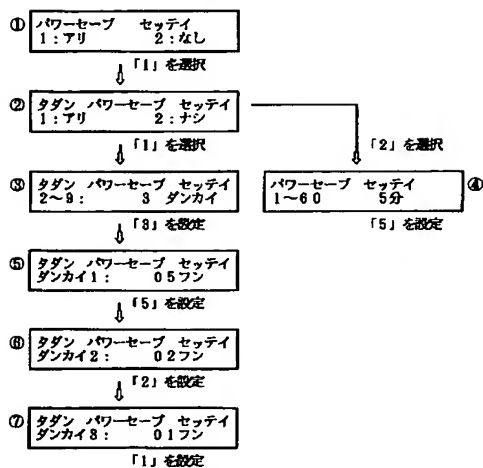 ① パワーセーブ セッテイ
1：アリ 2：なし
「1」を選択
② タダン パワーセーブ セッテイ
1：アリ 2：ナシ
「1」を選択
「2」を選択
③ タダン パワーセーブ セッテイ
2～9： 3 ダンカイ
「3」を設定
パワーセーブ セッテイ ④
1～60 5分
「5」を設定
⑤ タダン パワーセーブ セッテイ
ダンカイ1： 05フン
「5」を設定
⑥ タダン パワーセーブ セッテイ
ダンカイ2： 02フン
「2」を設定
⑦ タダン パワーセーブ セッテイ
ダンカイ3： 01フン
「1」を設定